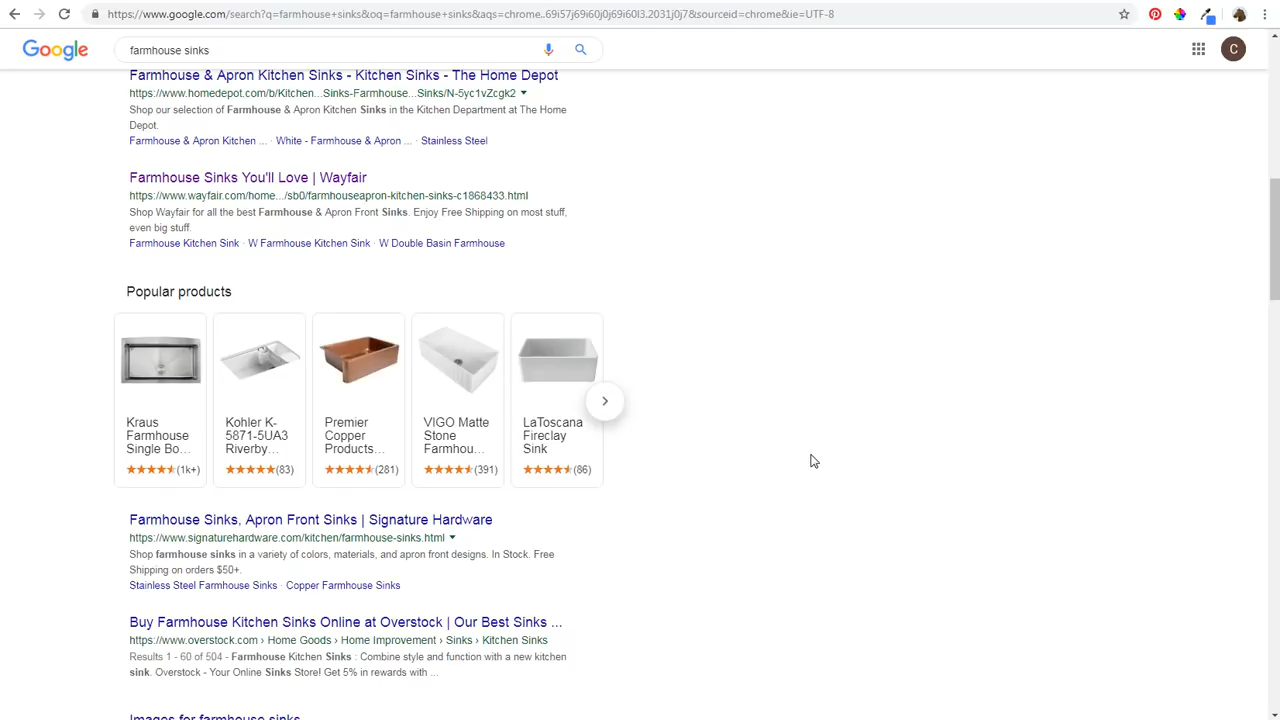 https://www.google.com/search?q=farmhouse+sinks&oq=farmhouse+sinks&aqs=chrome..69i57j69i60j0j69i60l3.2031j0j7&sourceid=chrome&ie=UTF-8
Google
farmhouse sinks
C
Farmhouse & Apron Kitchen Sinks - Kitchen Sinks - The Home Depot
https://www.homedepot.com/b/Kitchen...Sinks-Farmhouse...Sinks/N-5yc1vZcgk2
Shop our selection of Farmhouse & Apron Kitchen Sinks in the Kitchen Department at The Home
Depot.
Farmhouse & Apron Kitchen ... · White - Farmhouse & Apron ... · Stainless Steel
Farmhouse Sinks You'll Love | Wayfair
https://www.wayfair.com/home.../sb0/farmhouseapron-kitchen-sinks-c1868433.html
Shop Wayfair for all the best Farmhouse & Apron Front Sinks. Enjoy Free Shipping on most stuff,
even big stuff.
Farmhouse Kitchen Sink · W Farmhouse Kitchen Sink · W Double Basin Farmhouse
Popular products
Kraus
Farmhouse
Single Bo...
(1k+)
Kohler K-
5871-5UA3
Riverby...
(83)
Premier
Copper
Products...
(281)
VIGO Matte
Stone
Farmhou...
(391)
LaToscana
Fireclay
Sink
(86)
Farmhouse Sinks, Apron Front Sinks | Signature Hardware
https://www.signaturehardware.com/kitchen/farmhouse-sinks.html
Shop farmhouse sinks in a variety of colors, materials, and apron front designs. In Stock. Free
Shipping on orders $50+.
Stainless Steel Farmhouse Sinks · Copper Farmhouse Sinks
Buy Farmhouse Kitchen Sinks Online at Overstock | Our Best Sinks ...
https://www.overstock.com › Home Goods › Home Improvement › Sinks › Kitchen Sinks
Results 1 - 60 of 504 - Farmhouse Kitchen Sinks : Combine style and function with a new kitchen
sink. Overstock - Your Online Sinks Store! Get 5% in rewards with ...
Images for farmhouse sinks